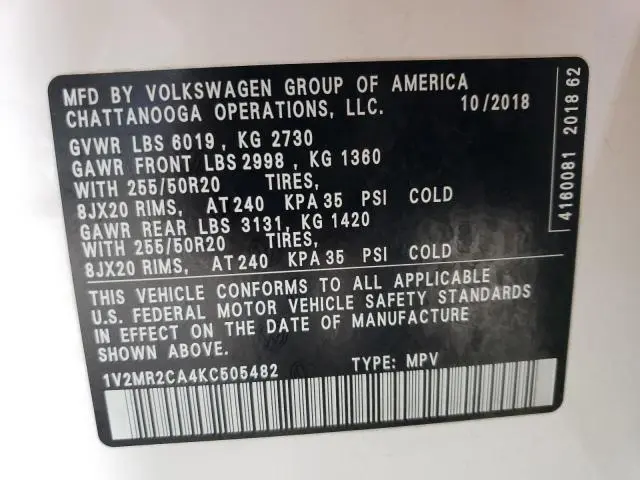 MFD BY VOLKSWAGEN GROUP OF AMERICA
CHATTANOOGA OPERATIONS, LLC. 10/2018
GVWR LBS 6019, KG 2730
GAWR FRONT LBS 2998, KG 1360
WITH 255/50R20 TIRES,
8JX20 RIMS, AT 240 KPA 35 PSI COLD
GAWR REAR LBS 3131, KG 1420
WITH 255/50R20 TIRES,
8JX20 RIMS, AT 240 KPA 35 PSI COLD
THIS VEHICLE CONFORMS TO ALL APPLICABLE
U.S. FEDERAL MOTOR VEHICLE SAFETY STANDARDS
IN EFFECT ON THE DATE OF MANUFACTURE
SHOWN ABOVE.
1V2MR2CA4KC505482 TYPE: MPV
4160081 2018 62